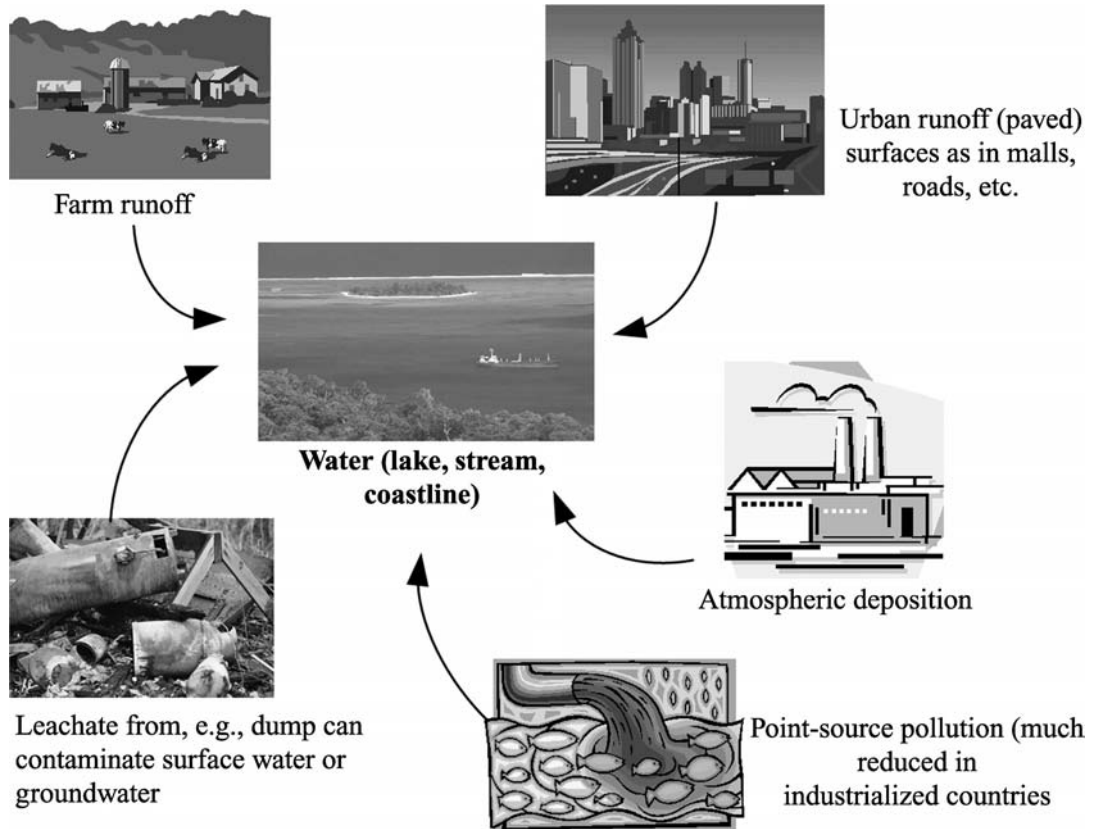 Farm runoff
Urban runoff (paved)
surfaces as in malls,
roads, etc.
Water (lake, stream,
coastline)
Atmospheric deposition
Leachate from, e.g., dump can
contaminate surface water or
groundwater
Point-source pollution (much
reduced in
industrialized countries